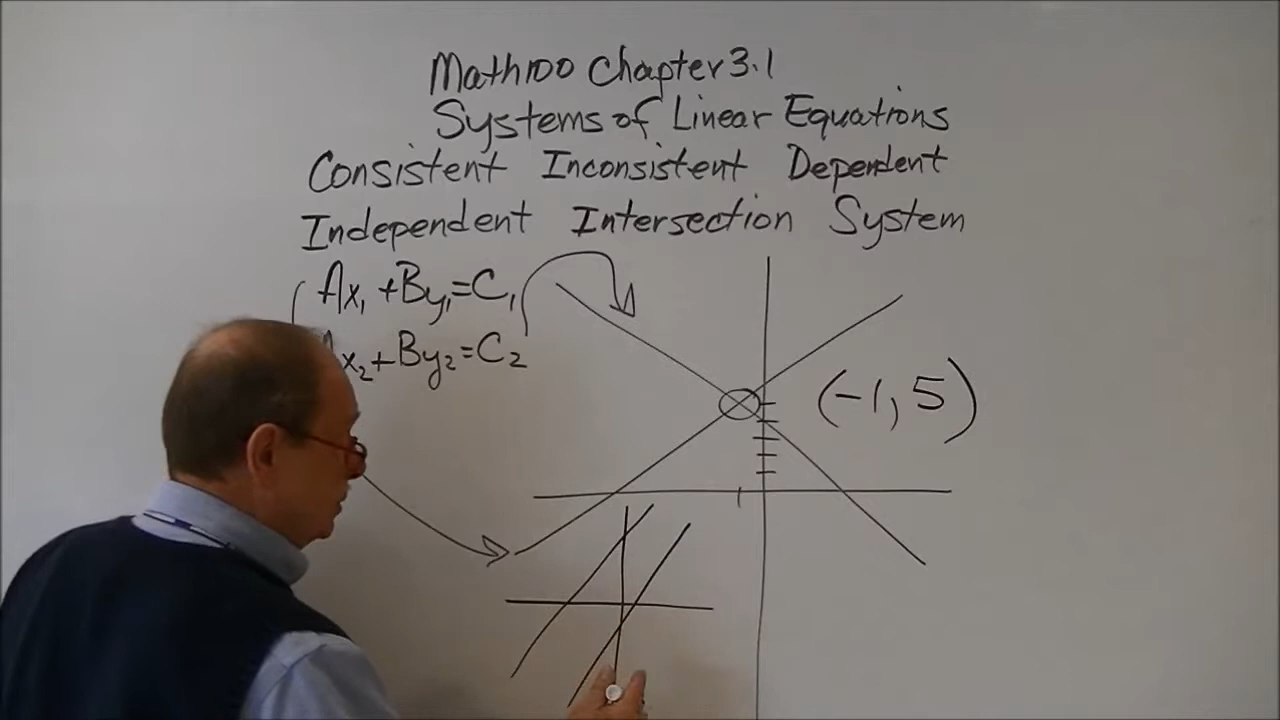 Math100 Chapter 3.1
Systems of Linear Equations
Consistent Inconsistent Dependent
Independent Intersection System
Ax₁ + By₁ = C₁
Ax₂ + By₂ = C₂
(-1, 5)